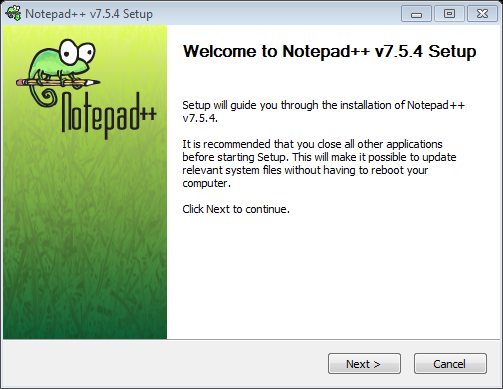 Notepad++ v7.5.4 Setup
Notepad++
Welcome to Notepad++ v7.5.4 Setup
Setup will guide you through the installation of Notepad++
v7.5.4.
It is recommended that you close all other applications
before starting Setup. This will make it possible to update
relevant system files without having to reboot your
computer.
Click Next to continue.
Next >
Cancel